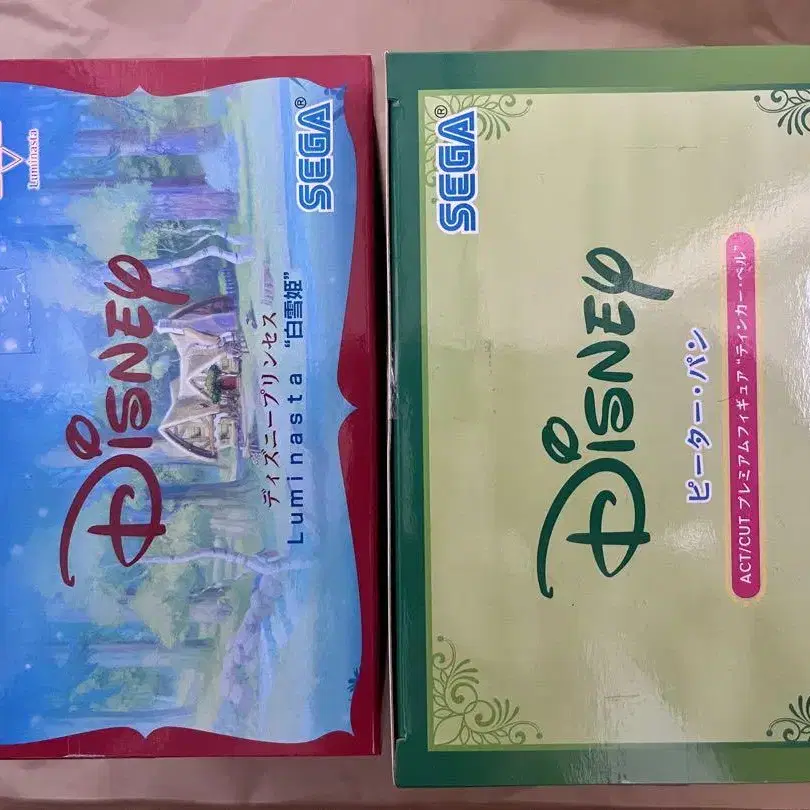 Luminasta
SEGA®
Disney
ディズニープリンセス
Luminasta "白雪姫"
SEGA®
Disney
ピーター・パン
ACT/CUT プレミアムフィギュア"ティンカー・ベル"